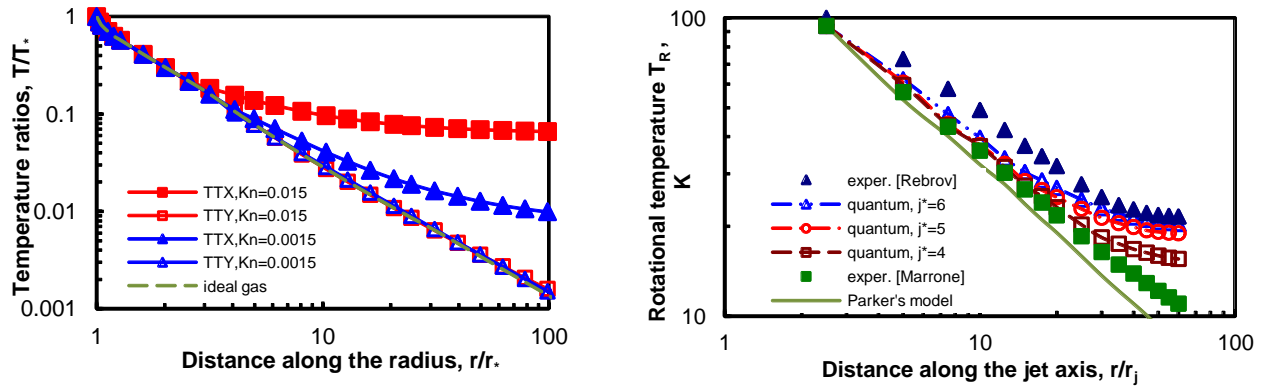 Temperature ratios, T/T*
1
0.1
0.01
0.001
TTX,Kn=0.015
TTY,Kn=0.015
TTX,Kn=0.0015
TTY,Kn=0.0015
ideal gas
1
10
100
Distance along the radius, r/r*
Rotational temperature TR,
K
100
10
exper. [Rebrov]
quantum, j*=6
quantum, j*=5
quantum, j*=4
exper. [Marrone]
Parker's model
1
10
100
Distance along the jet axis, r/rj